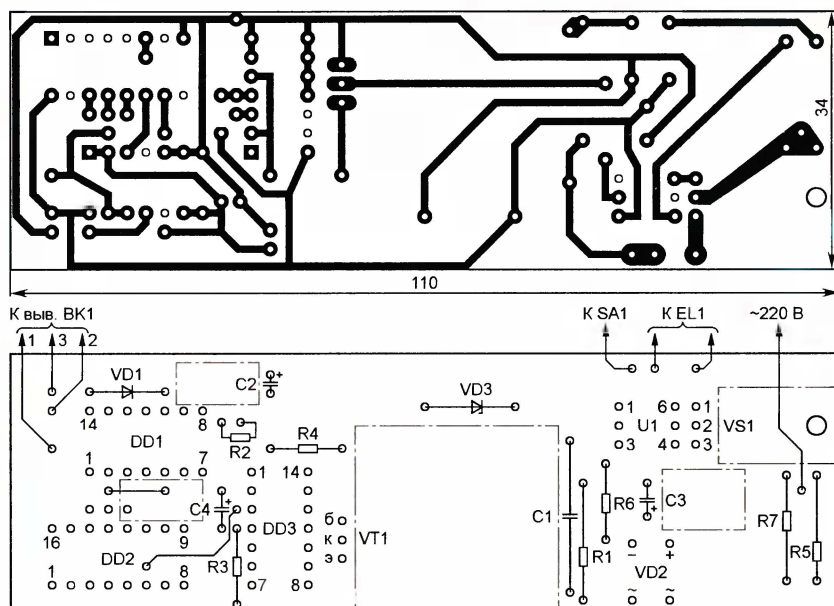 34
110
К выв. ВК1
К SA1
К EL1
~220 В
1 3 2
VD1
C2
+
VD3
14
8
1
6
1
DD1
R2
R4
U1
2
VS1
3
4
3
1
7
1
14
C4
+
R6
C3
+
16
9
DD3
б
к
э
VT1
C1
R7
DD2
R3
R1
VD2
−
+
R5
1
8
7
8
~
~